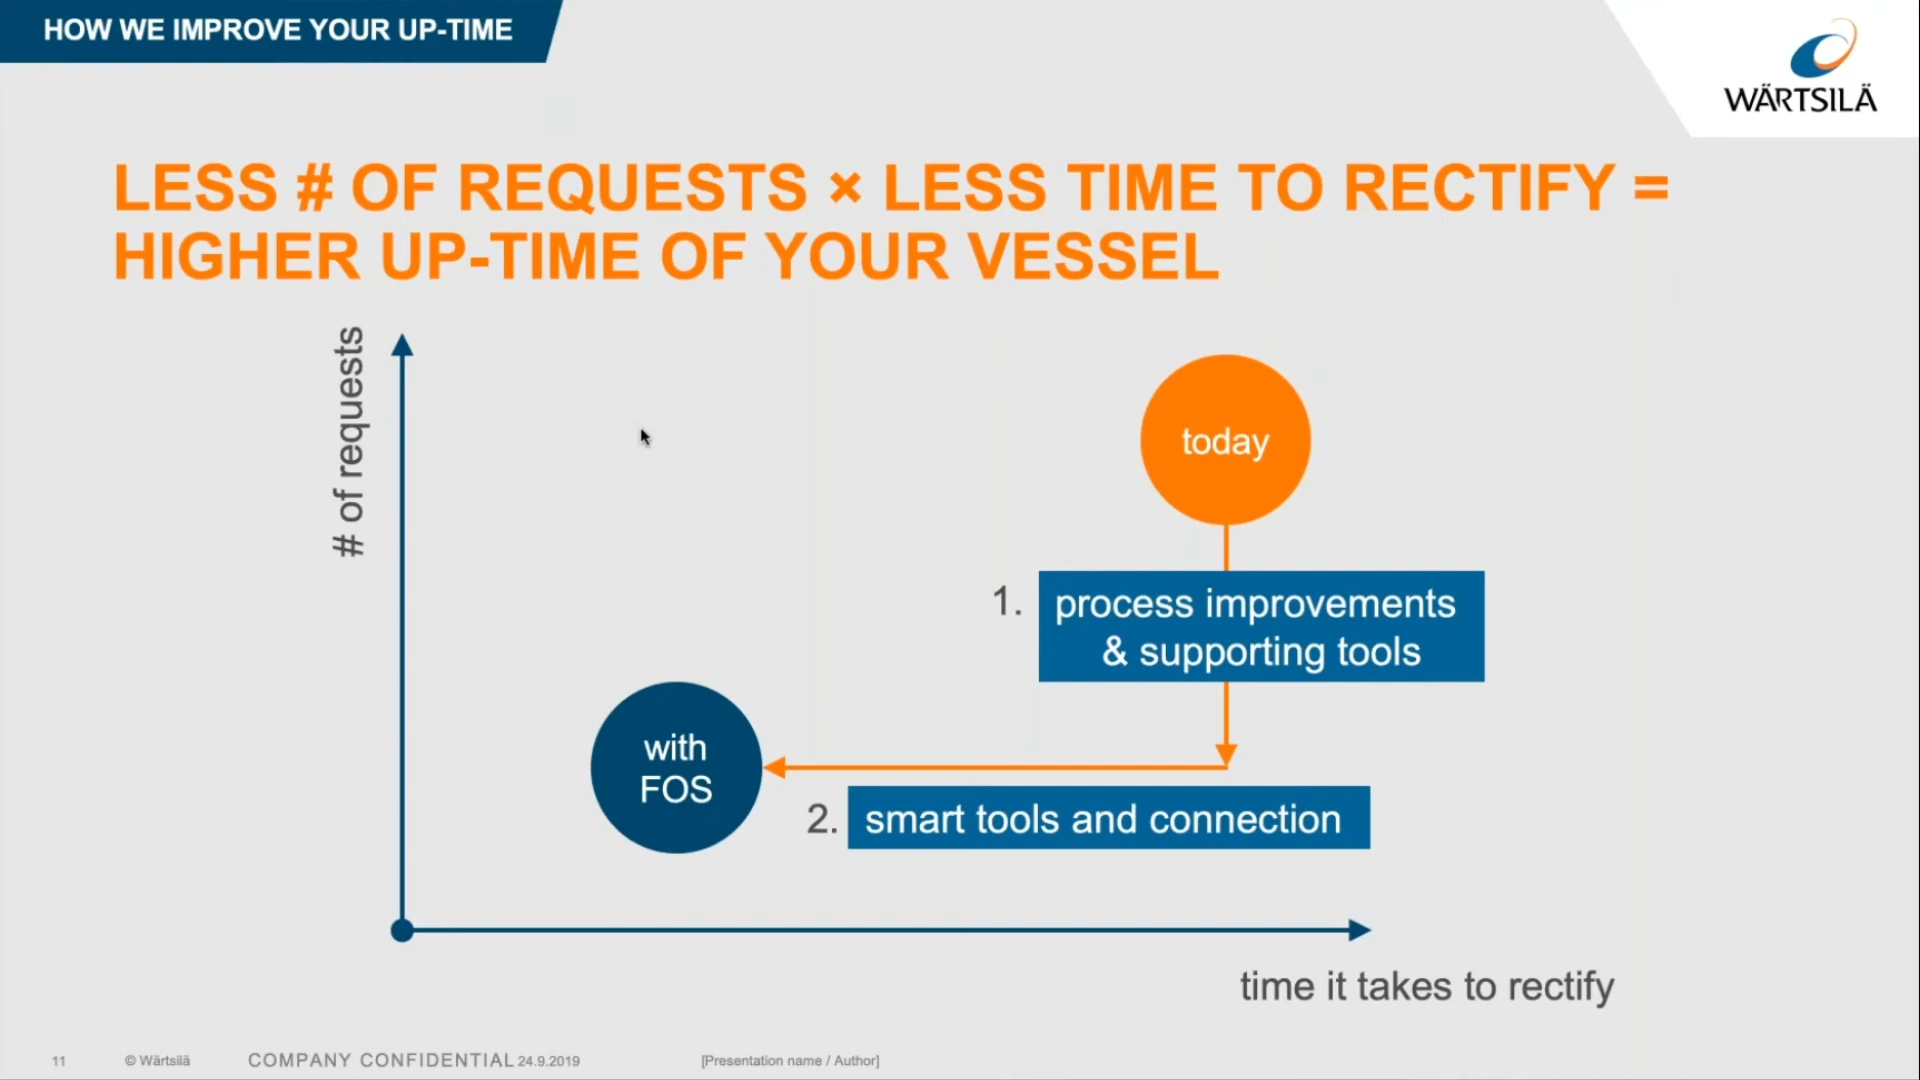 HOW WE IMPROVE YOUR UP-TIME
WÄRTSILÄ
LESS # OF REQUESTS × LESS TIME TO RECTIFY =
HIGHER UP-TIME OF YOUR VESSEL
# of requests
today
1.
process improvements
& supporting tools
with
FOS
2.
smart tools and connection
time it takes to rectify
11
© Wärtsilä
COMPANY CONFIDENTIAL 24.9.2019
[Presentation name / Author]